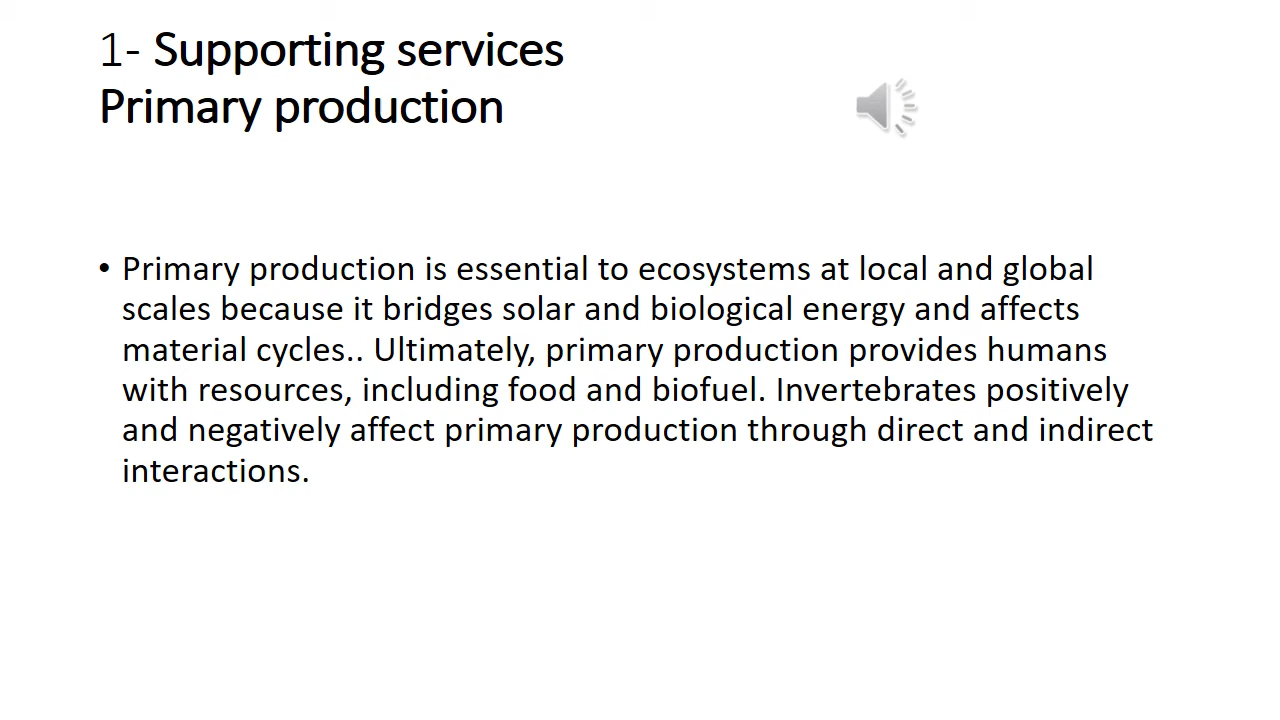 1- Supporting services
Primary production
• Primary production is essential to ecosystems at local and global
scales because it bridges solar and biological energy and affects
material cycles.. Ultimately, primary production provides humans
with resources, including food and biofuel. Invertebrates positively
and negatively affect primary production through direct and indirect
interactions.